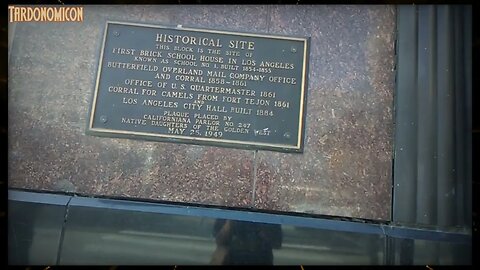 TARDONOMICON
HISTORICAL SITE
THIS BLOCK IS THE SITE OF
FIRST BRICK SCHOOL HOUSE IN LOS ANGELES
KNOWN AS SCHOOL NO. 1, BUILT 1854-1855
BUTTERFIELD OVERLAND MAIL COMPANY OFFICE
AND CORRAL 1858-1861
OFFICE OF U.S. QUARTERMASTER 1861
CORRAL FOR CAMELS FROM FORT TEJON 1861
AND
LOS ANGELES CITY HALL BUILT 1884
PLAQUE PLACED BY
CALIFORNIANA PARLOR NO. 247
NATIVE DAUGHTERS OF THE GOLDEN WEST
MAY 25, 1949